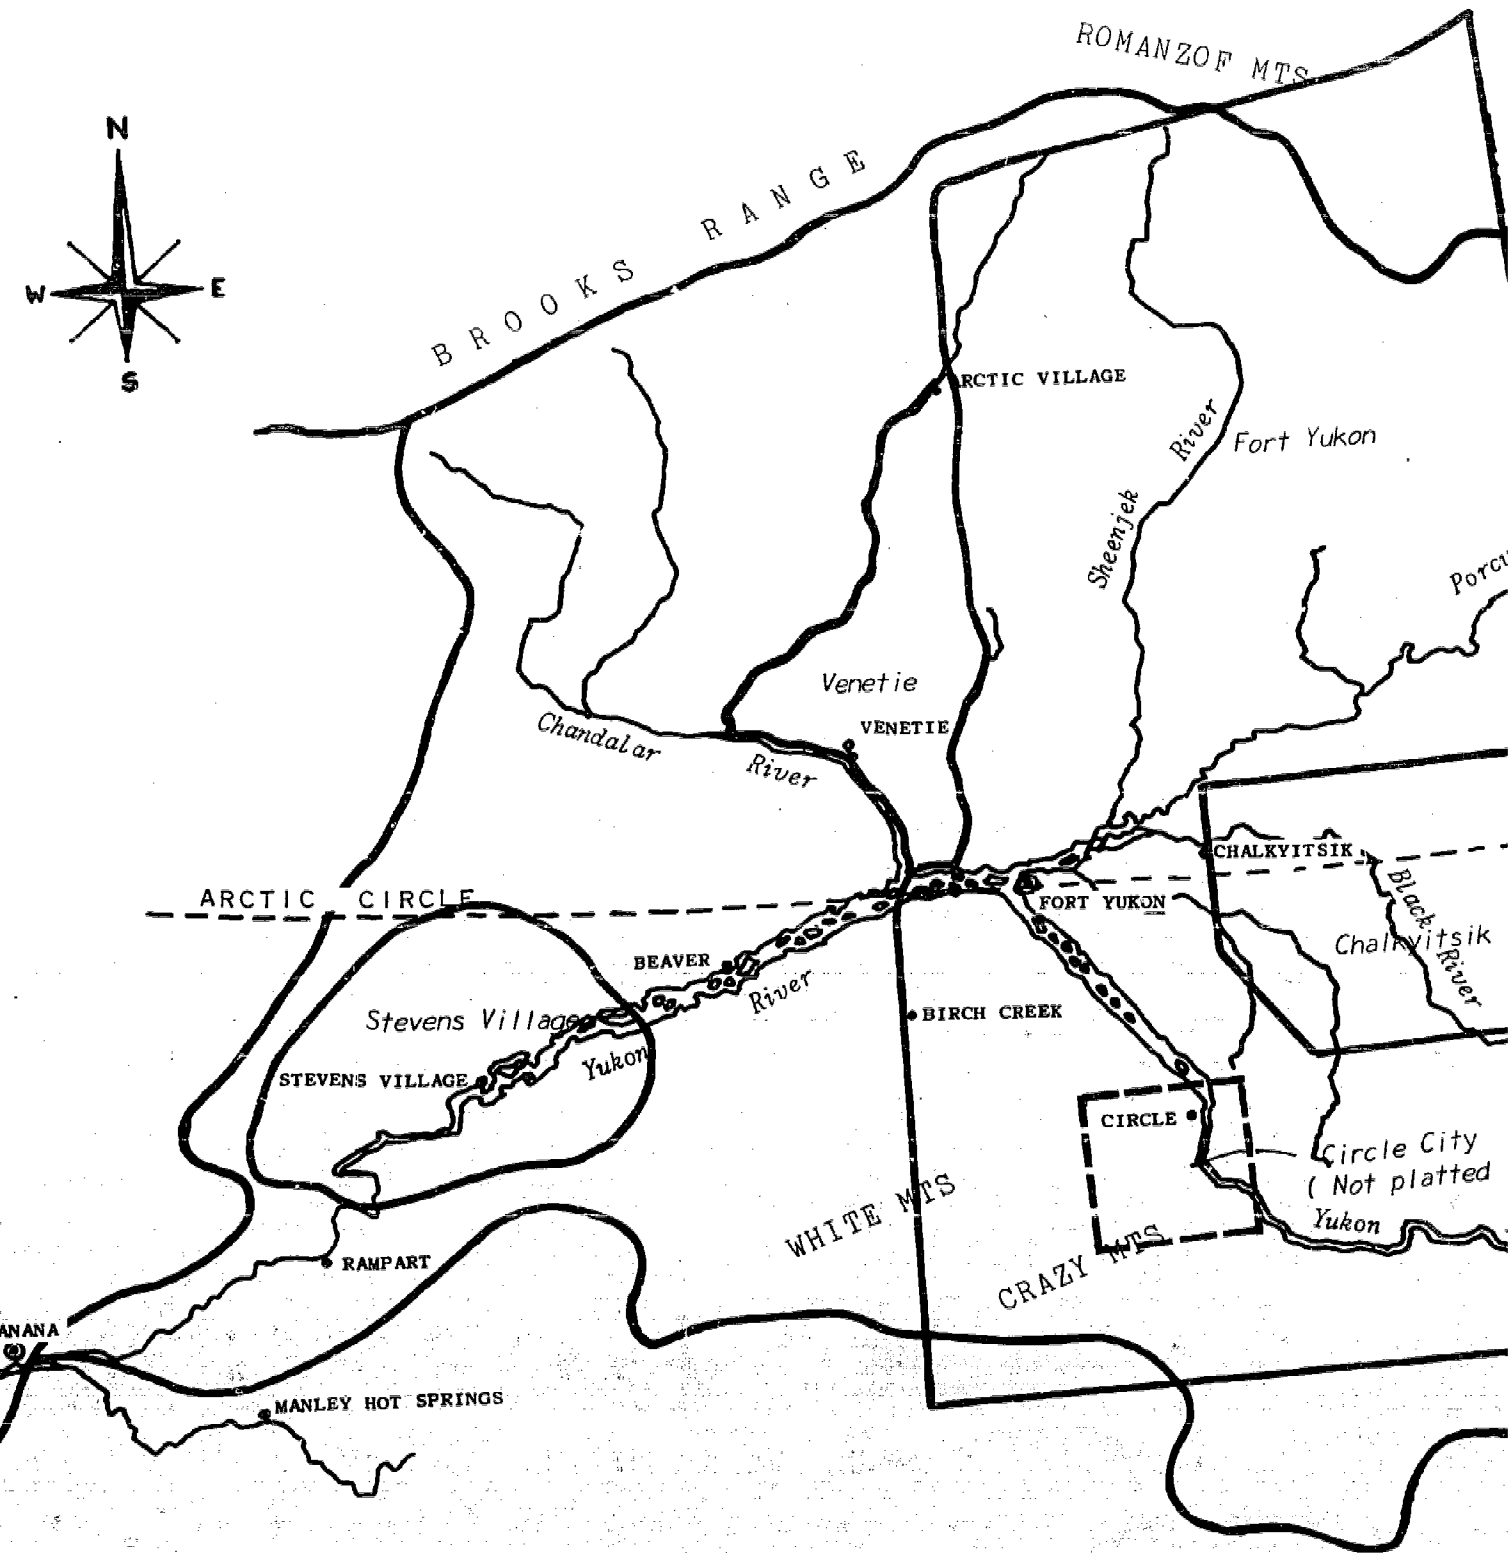 ROMANZOF MTS
N
W E
S
BROOKS RANGE
ARCTIC VILLAGE
Sheenjek River
Fort Yukon
Venetie
VENETIE
Chandalar River
CHALKYITSIK
ARCTIC CIRCLE
FORT YUKON
Black River
Chalkyitsik
BEAVER
Yukon River
Stevens Village
BIRCH CREEK
STEVENS VILLAGE
CIRCLE
Circle City
( Not platted
Yukon
WHITE MTS
CRAZY MTS
RAMPART
ANANA
MANLEY HOT SPRINGS